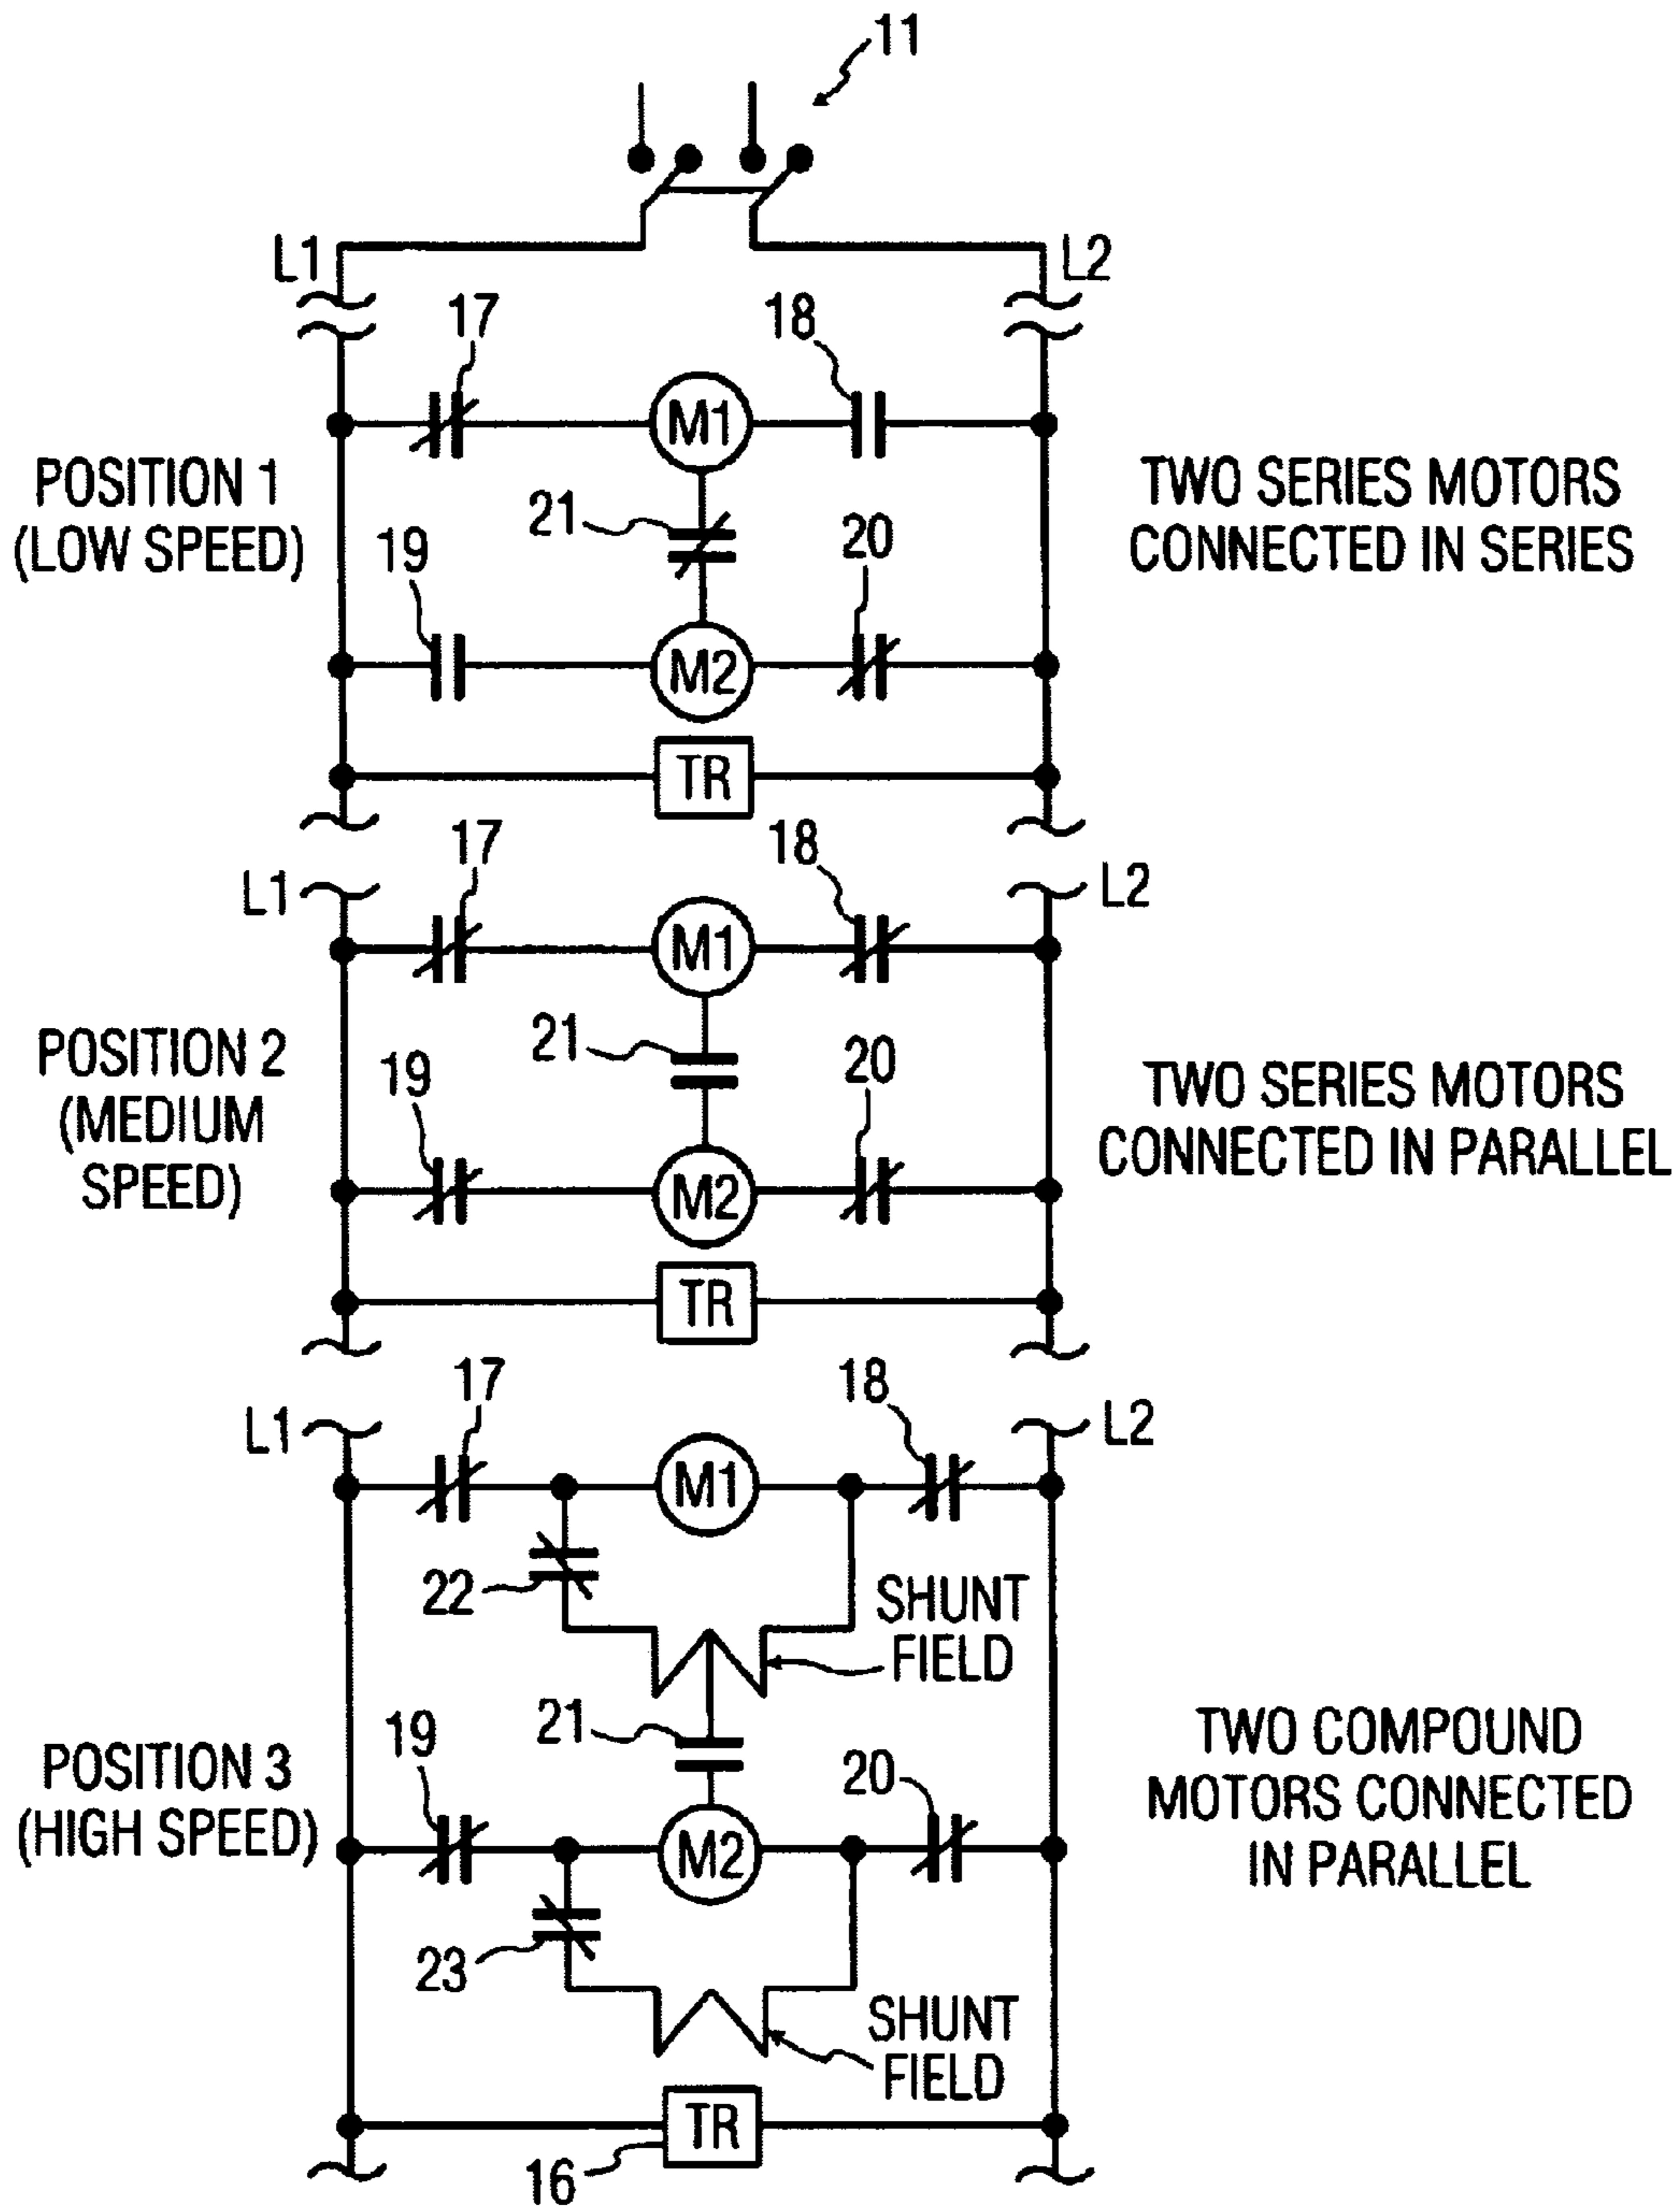 11
L1
L2
17
18
M1
POSITION 1
(LOW SPEED)
21
19
20
TWO SERIES MOTORS
CONNECTED IN SERIES
M2
TR
17
18
L1
L2
M1
POSITION 2
(MEDIUM
SPEED)
21
19
20
TWO SERIES MOTORS
CONNECTED IN PARALLEL
M2
TR
17
18
L1
L2
M1
22
SHUNT
FIELD
21
19
20
POSITION 3
(HIGH SPEED)
TWO COMPOUND
MOTORS CONNECTED
IN PARALLEL
M2
23
SHUNT
FIELD
TR
16